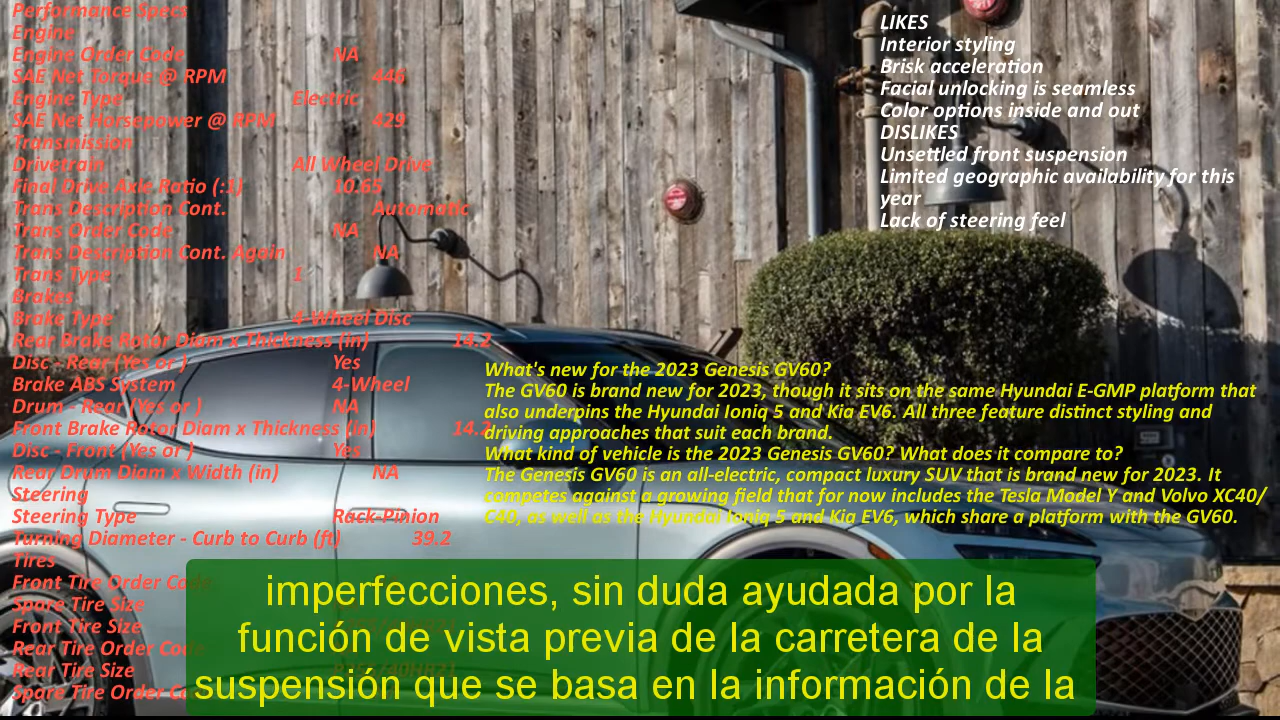 Performance Specs
Engine
Engine Order Code NA
SAE Net Torque @ RPM 446
Engine Type Electric
SAE Net Horsepower @ RPM 429
Transmission
Drivetrain All Wheel Drive
Final Drive Axle Ratio (:1) 10.65
Trans Description Cont. Automatic
Trans Order Code NA
Trans Description Cont. Again NA
Trans Type 1
Brakes
Brake Type 4-Wheel Disc
Rear Brake Rotor Diam x Thickness (in) 14.2
Disc - Rear (Yes or ) Yes
Brake ABS System 4-Wheel
Drum - Rear (Yes or ) NA
Front Brake Rotor Diam x Thickness (in) 14.2
Disc - Front (Yes or ) Yes
Rear Drum Diam x Width (in) NA
Steering
Steering Type Rack-Pinion
Turning Diameter - Curb to Curb (ft) 39.2
Tires
Front Tire Order Code
Spare Tire Size
Front Tire Size
Rear Tire Order Code
Rear Tire Size
Spare Tire Order
LIKES
Interior styling
Brisk acceleration
Facial unlocking is seamless
Color options inside and out
DISLIKES
Unsettled front suspension
Limited geographic availability for this
year
Lack of steering feel
What's new for the 2023 Genesis GV60?
The GV60 is brand new for 2023, though it sits on the same Hyundai E-GMP platform that
also underpins the Hyundai Ioniq 5 and Kia EV6. All three feature distinct styling and
driving approaches that suit each brand.
What kind of vehicle is the 2023 Genesis GV60? What does it compare to?
The Genesis GV60 is an all-electric, compact luxury SUV that is brand new for 2023. It
competes against a growing field that for now includes the Tesla Model Y and Volvo XC40/
C40, as well as the Hyundai Ioniq 5 and Kia EV6, which share a platform with the GV60.
imperfecciones, sin duda ayudada por la
función de vista previa de la carretera de la
suspensión que se basa en la información de la